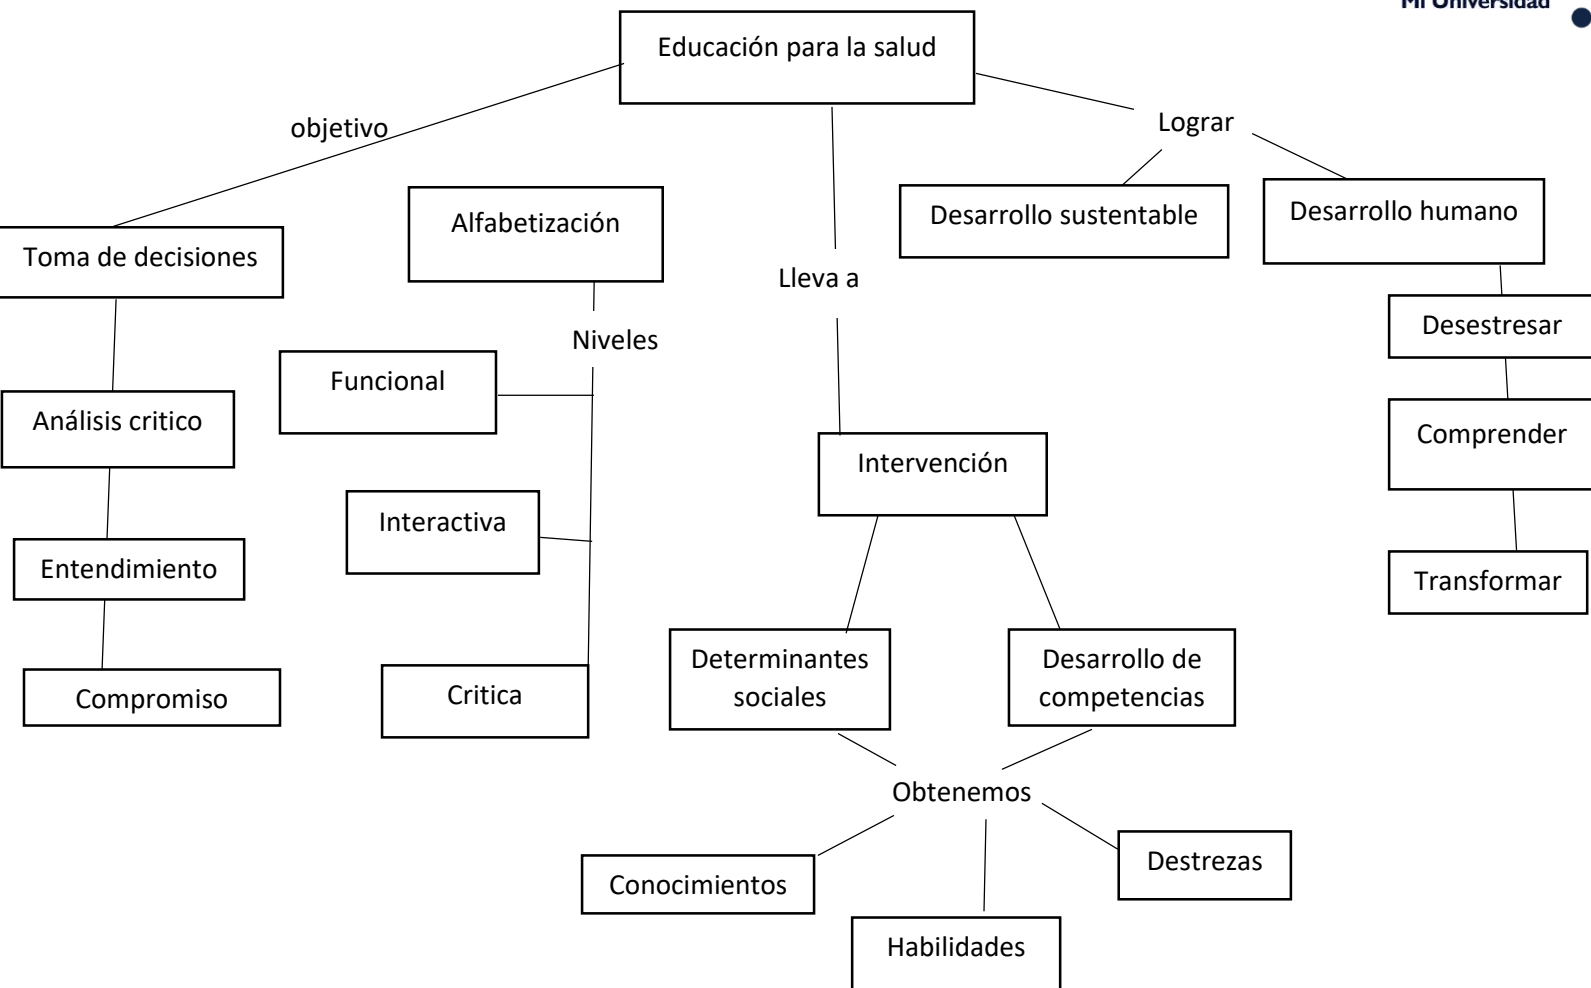 Mi Universidad
Educación para la salud
objetivo
Lograr
Alfabetización
Desarrollo sustentable
Desarrollo humano
Toma de decisiones
Lleva a
Niveles
Desestresar
Funcional
Análisis critico
Comprender
Intervención
Interactiva
Entendimiento
Transformar
Determinantes
sociales
Desarrollo de
competencias
Compromiso
Critica
Obtenemos
Destrezas
Conocimientos
Habilidades